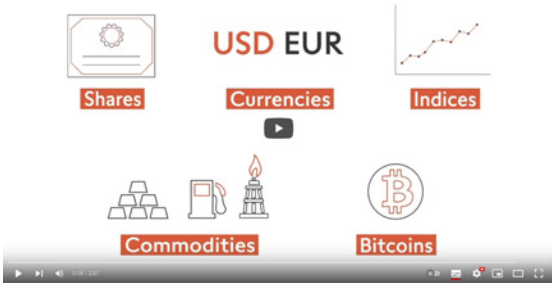 USD EUR
Shares
Currencies
Indices
Commodities
Bitcoins